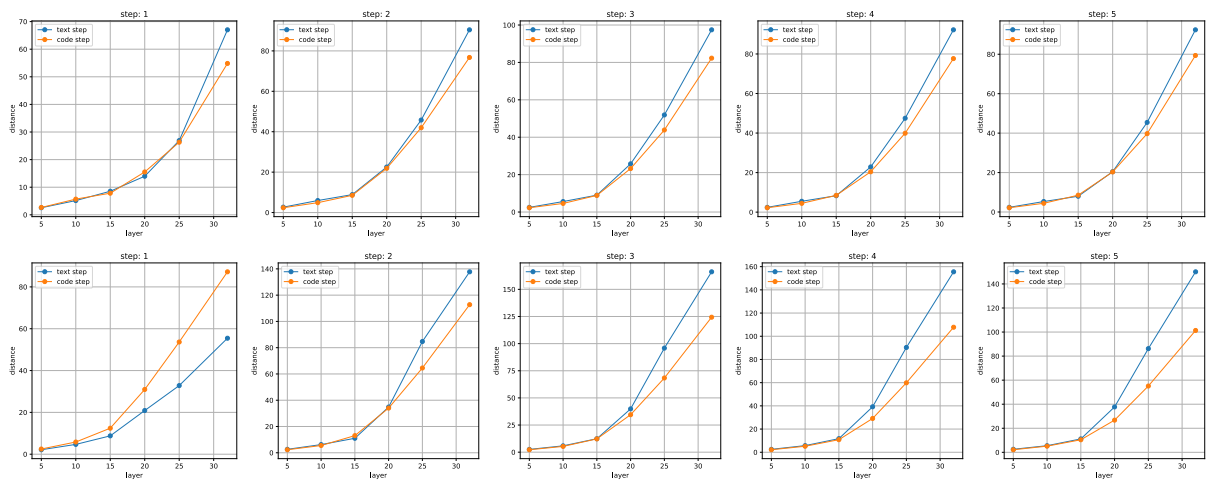 step: 1
70
60
50
40
30
20
10
0
distance
text step
code step
5 10 15 20 25 30
layer
step: 2
80
60
40
20
0
distance
text step
code step
5 10 15 20 25 30
layer
step: 3
100
80
60
40
20
0
distance
text step
code step
5 10 15 20 25 30
layer
step: 4
80
60
40
20
0
distance
text step
code step
5 10 15 20 25 30
layer
step: 5
80
60
40
20
0
distance
text step
code step
5 10 15 20 25 30
layer
step: 1
80
60
40
20
0
distance
text step
code step
5 10 15 20 25 30
layer
step: 2
140
120
100
80
60
40
20
0
distance
text step
code step
5 10 15 20 25 30
layer
step: 3
150
125
100
75
50
25
0
distance
text step
code step
5 10 15 20 25 30
layer
step: 4
160
140
120
100
80
60
40
20
0
distance
text step
code step
5 10 15 20 25 30
layer
step: 5
140
120
100
80
60
40
20
0
distance
text step
code step
5 10 15 20 25 30
layer